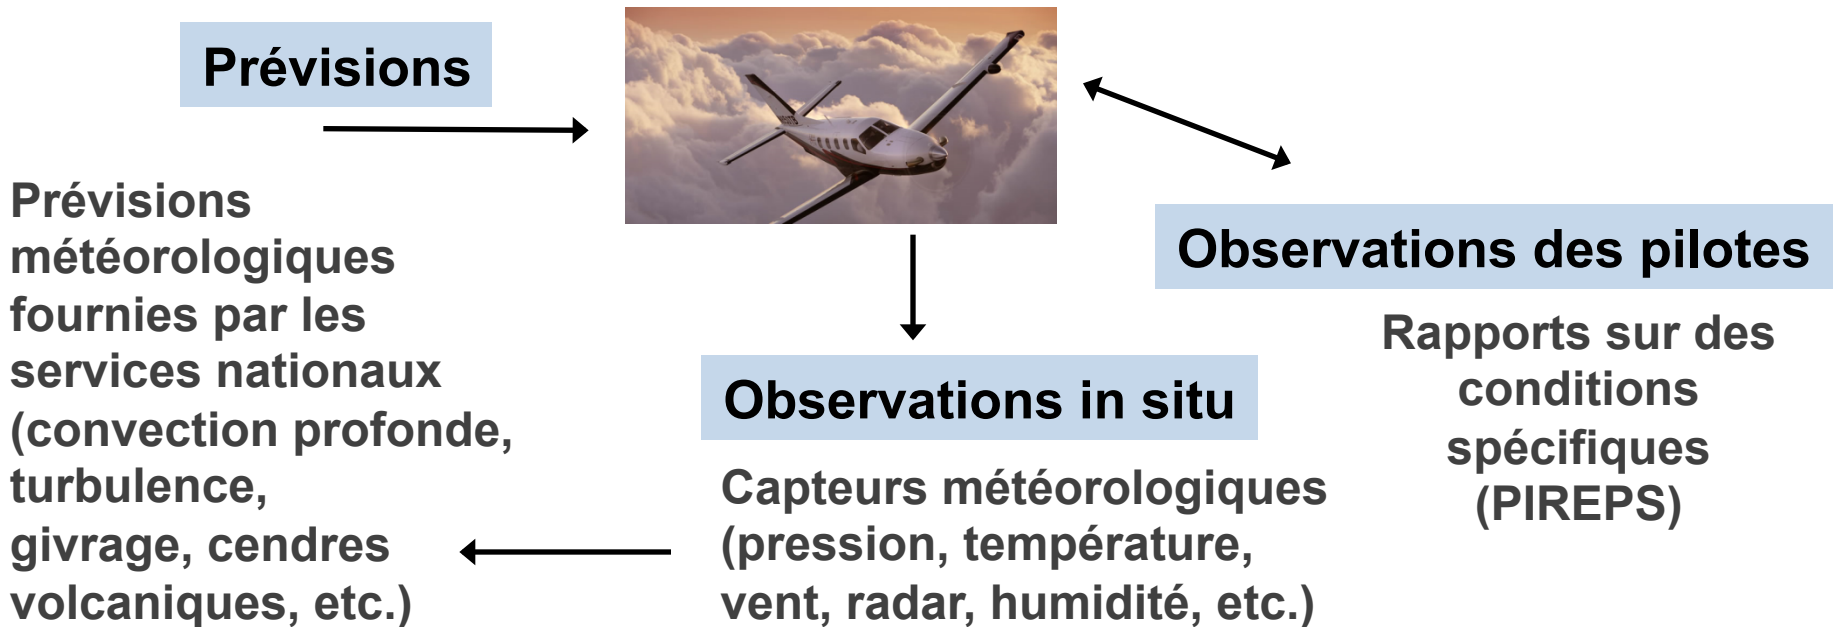 Prévisions
Prévisions
météorologiques
fournies par les
services nationaux
(convection profonde,
turbulence,
givrage, cendres
volcaniques, etc.)
Observations in situ
Capteurs météorologiques
(pression, température,
vent, radar, humidité, etc.)
Observations des pilotes
Rapports sur des
conditions
spécifiques
(PIREPS)